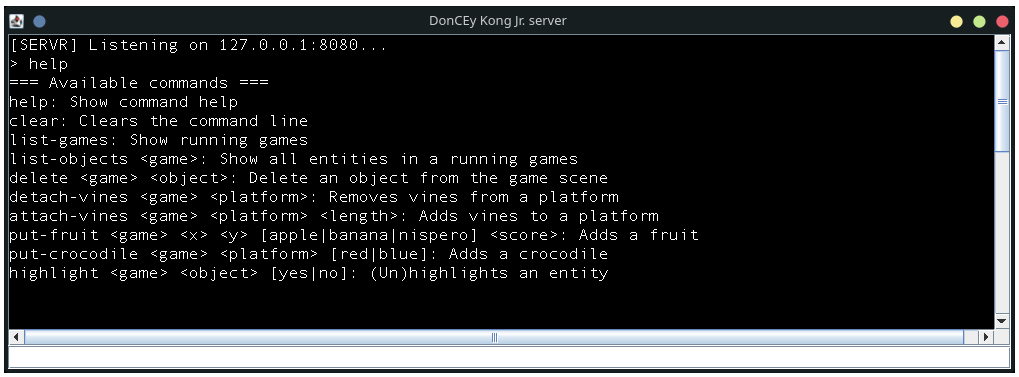 DonCEy Kong Jr. server
[SERVR] Listening on 127.0.0.1:8080...
> help
=== Available commands ===
help: Show command help
clear: Clears the command line
list-games: Show running games
list-objects <game>: Show all entities in a running games
delete <game> <object>: Delete an object from the game scene
detach-vines <game> <platform>: Removes vines from a platform
attach-vines <game> <platform> <length>: Adds vines to a platform
put-fruit <game> <x> <y> [apple|banana|nispero] <score>: Adds a fruit
put-crocodile <game> <platform> [red|blue]: Adds a crocodile
highlight <game> <object> [yes|no]: (Un)highlights an entity